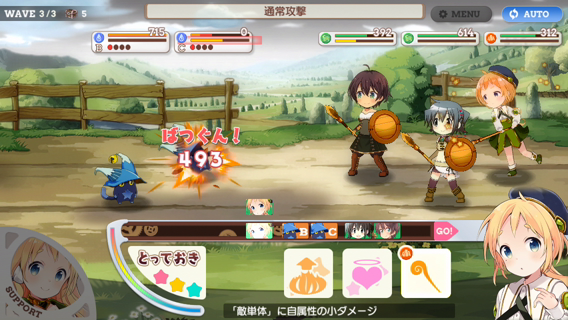 WAVE 3/3 5
通常攻撃
MENU
AUTO
715
B
0
C
392
614
312
ばつぐん!
493
B C GO!
とっておき
SUPPORT
「敵単体」に自属性の小ダメージ